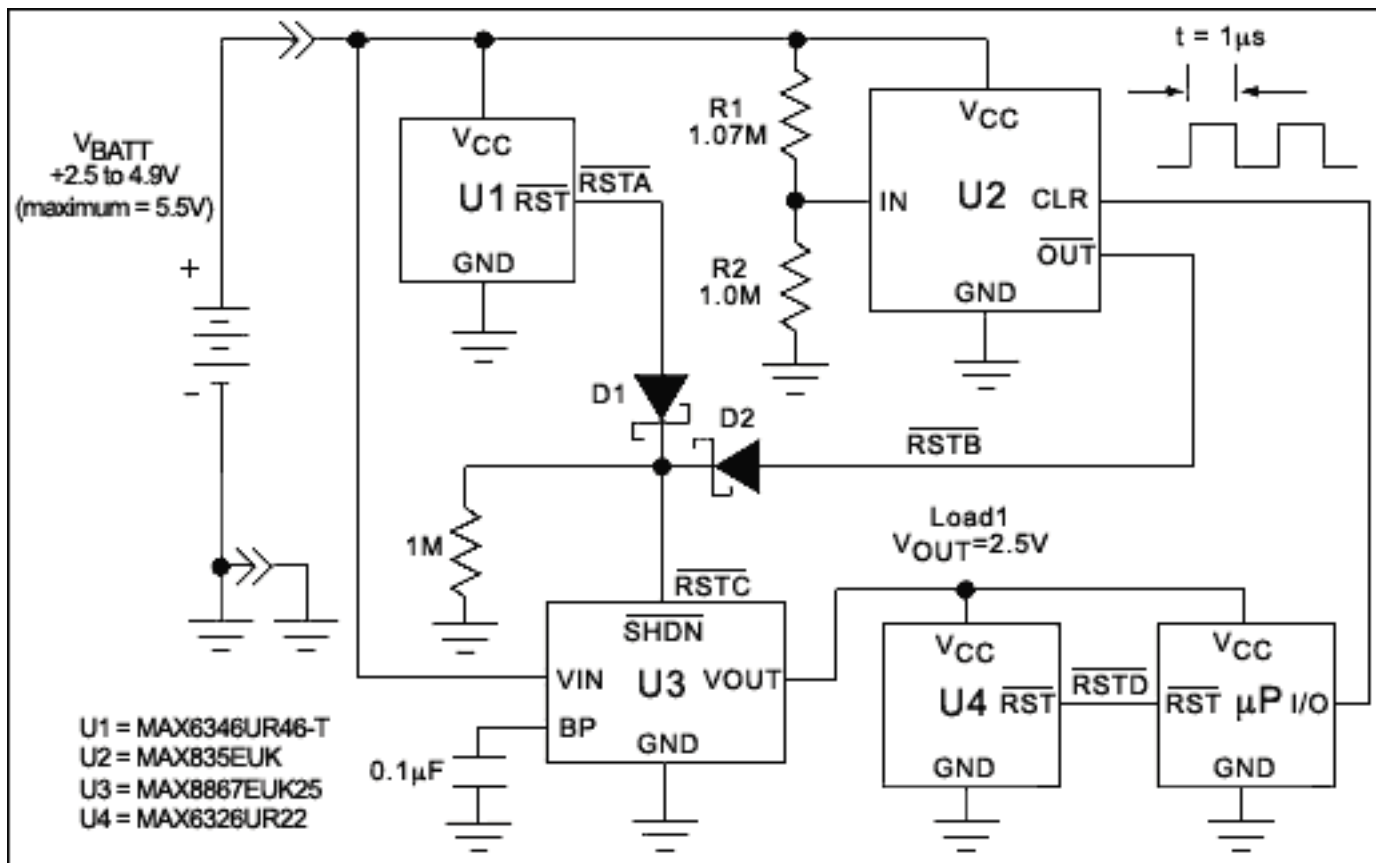 t = 1μs
VBATT
+2.5 to 4.9V
(maximum = 5.5V)
+
-
VCC
U1
RST
GND
RSTA
R1
1.07M
R2
1.0M
VCC
IN
U2
CLR
OUT
GND
D1
D2
RSTB
1M
RSTC
Load1
VOUT=2.5V
SHDN
VIN
U3
VOUT
BP
GND
0.1μF
VCC
U4
RST
GND
RSTD
VCC
RST
μP
I/O
GND
U1 = MAX6346UR46-T
U2 = MAX835EUK
U3 = MAX8867EUK25
U4 = MAX6326UR22